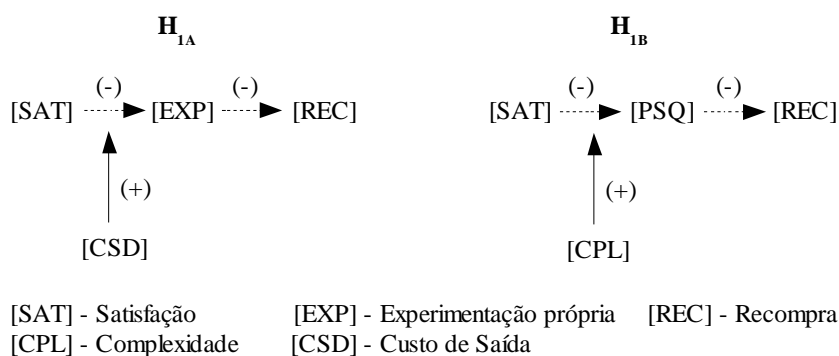 H1A H1B
(-) (-) (-) (-)
[SAT] [EXP] [REC] [SAT] [PSQ] [REC]
(+) (+)
[CSD] [CPL]
[SAT] - Satisfação [EXP] - Experimentação própria [REC] - Recompra
[CPL] - Complexidade [CSD] - Custo de Saída